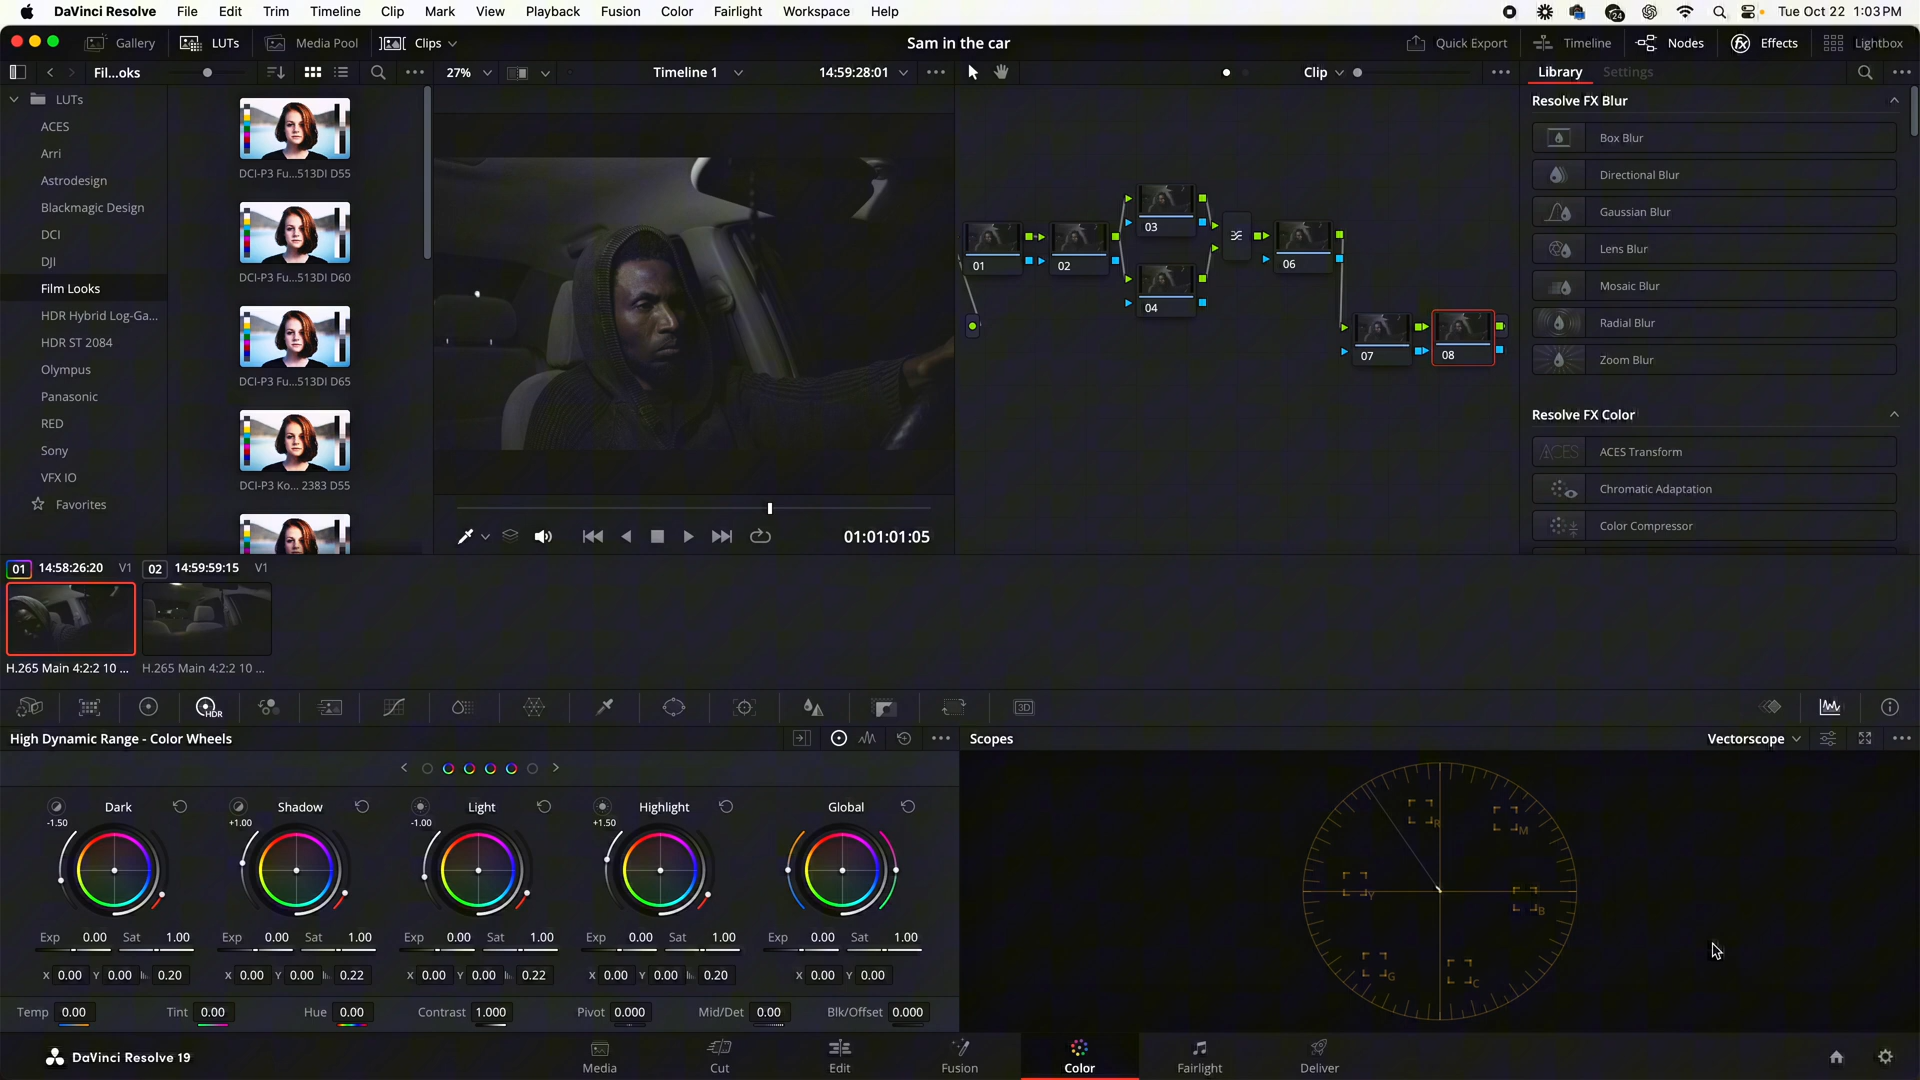 DaVinci Resolve File Edit Trim Timeline Clip Mark View Playback Fusion Color Fairlight Workspace Help 24 Tue Oct 22 1:03 PM
Gallery LUTs Media Pool Clips Sam in the car Quick Export Timeline Nodes Effects Lightbox
Fil...oks 27% Timeline 1 14:59:28:01 Clip Library Settings
LUTs
ACES
Arri
Astrodesign
Blackmagic Design
DCI
DJI
Film Looks
HDR Hybrid Log-Ga...
HDR ST 2084
Olympus
Panasonic
RED
Sony
VFX IO
Favorites
DCI-P3 Fu...513DI D55
DCI-P3 Fu...513DI D60
DCI-P3 Fu...513DI D65
DCI-P3 Ko... 2383 D55
01:01:01:05
01
02
03
04
06
07
08
Resolve FX Blur
Box Blur
Directional Blur
Gaussian Blur
Lens Blur
Mosaic Blur
Radial Blur
Zoom Blur
Resolve FX Color
ACES Transform
Chromatic Adaptation
Color Compressor
01 14:58:26:20 V1 02 14:59:59:15 V1
H.265 Main 4:2:2 10 ... H.265 Main 4:2:2 10 ...
HDR 3D
High Dynamic Range - Color Wheels
Dark Shadow Light Highlight Global
-1.50 +1.00 -1.00 +1.50
Exp 0.00 Sat 1.00 Exp 0.00 Sat 1.00 Exp 0.00 Sat 1.00 Exp 0.00 Sat 1.00 Exp 0.00 Sat 1.00
X 0.00 Y 0.00 0.20 X 0.00 Y 0.00 0.22 X 0.00 Y 0.00 0.22 X 0.00 Y 0.00 0.20 X 0.00 Y 0.00
Temp 0.00 Tint 0.00 Hue 0.00 Contrast 1.000 Pivot 0.000 Mid/Det 0.00 Blk/Offset 0.000
Scopes Vectorscope
R
M
Y
B
G
C
DaVinci Resolve 19 Media Cut Edit Fusion Color Fairlight Deliver